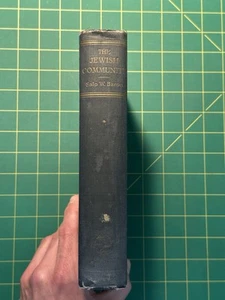 THE
JEWISH
COMMUNITY
Salo W. Baron